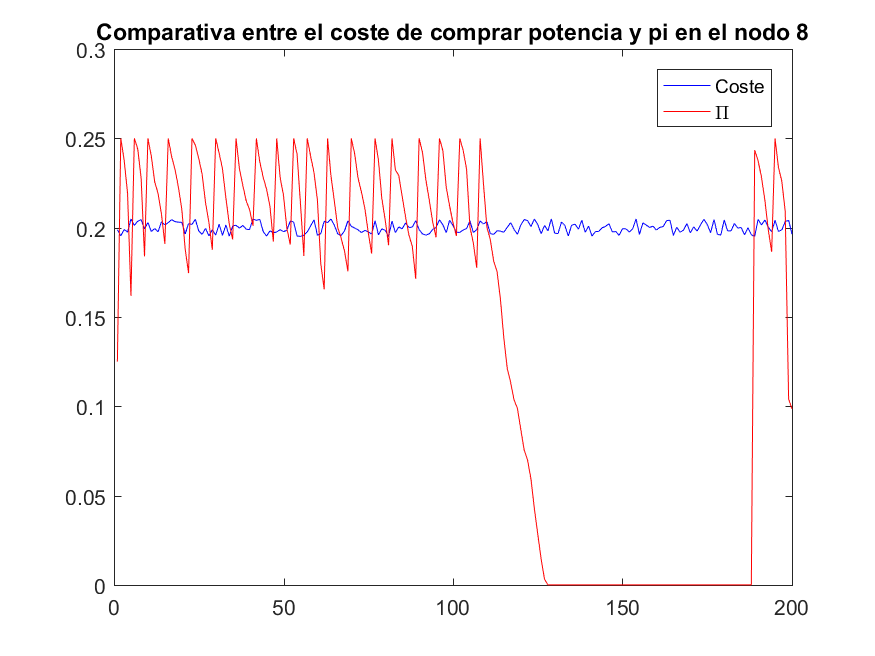 Comparativa entre el coste de comprar potencia y pi en el nodo 8
0.3
0.25
0.2
0.15
0.1
0.05
0
0 50 100 150 200
Coste
Π